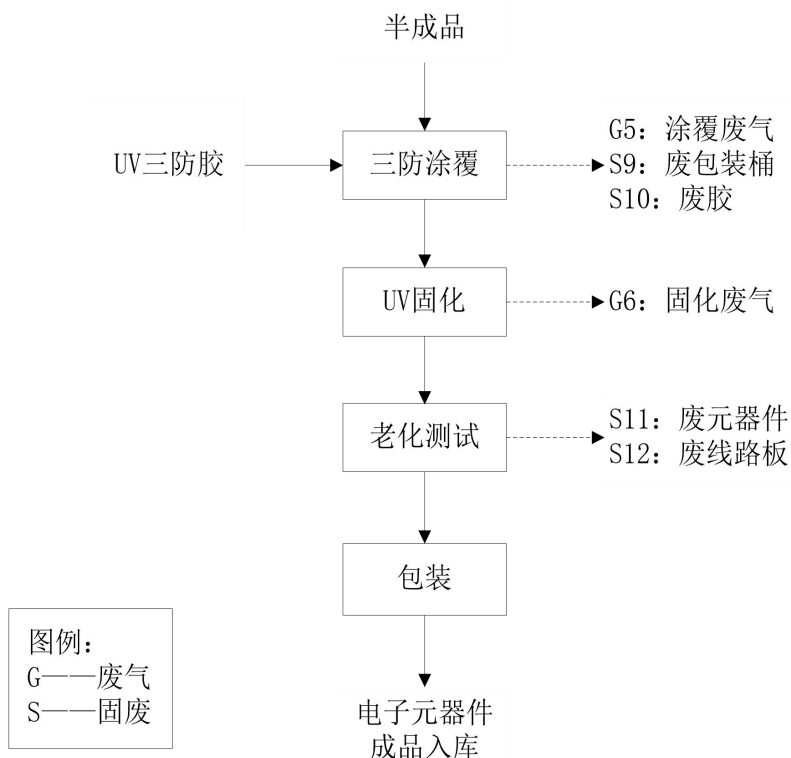 半成品
UV三防胶
三防涂覆
G5：涂覆废气
S9：废包装桶
S10：废胶
UV固化
G6：固化废气
老化测试
S11：废元器件
S12：废线路板
包装
图例：
G——废气
S——固废
电子元器件
成品入库